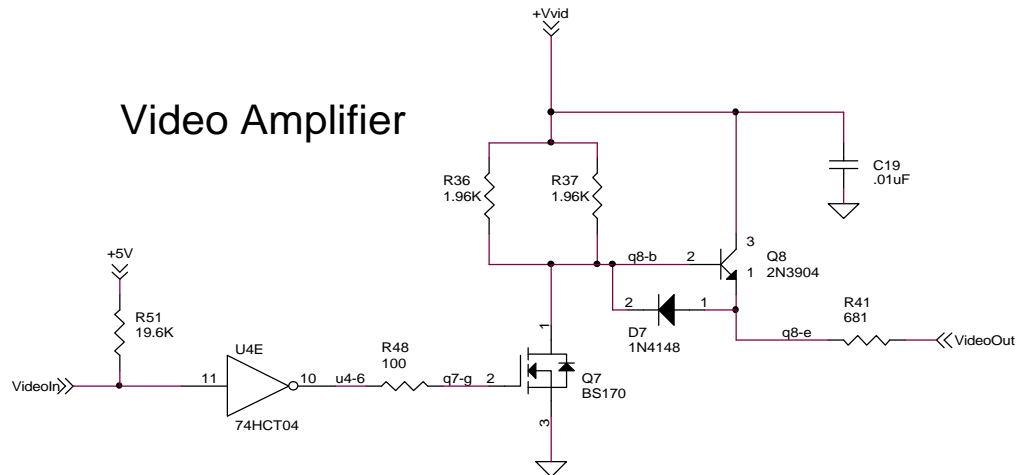 +Vvid
Video Amplifier
R36
1.96K
R37
1.96K
C19
.01uF
+5V
q8-b
2
3
1
Q8
2N3904
R51
19.6K
2
1
D7
1N4148
R41
681
q8-e
VideoOut
U4E
R48
100
1
VideoIn
11
10
u4-6
q7-g
2
Q7
BS170
74HCT04
3